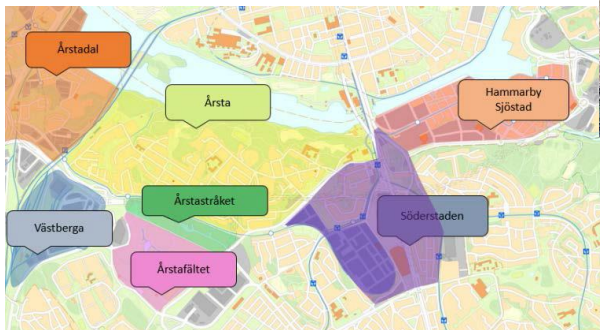 Årstadal
Årsta
Hammarby
Sjöstad
Årstastråket
Västberga
Söderstaden
Årstafältet